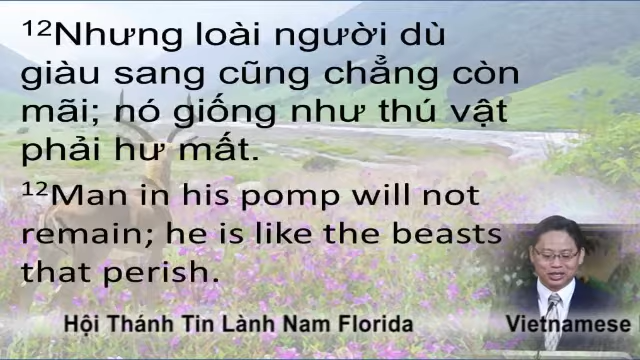 ¹²Nhưng loài người dù
giàu sang cũng chẳng còn
mãi; nó giống như thú vật
phải hư mất.
¹²Man in his pomp will not
remain; he is like the beasts
that perish.
Hội Thánh Tin Lành Nam Florida Vietnamese